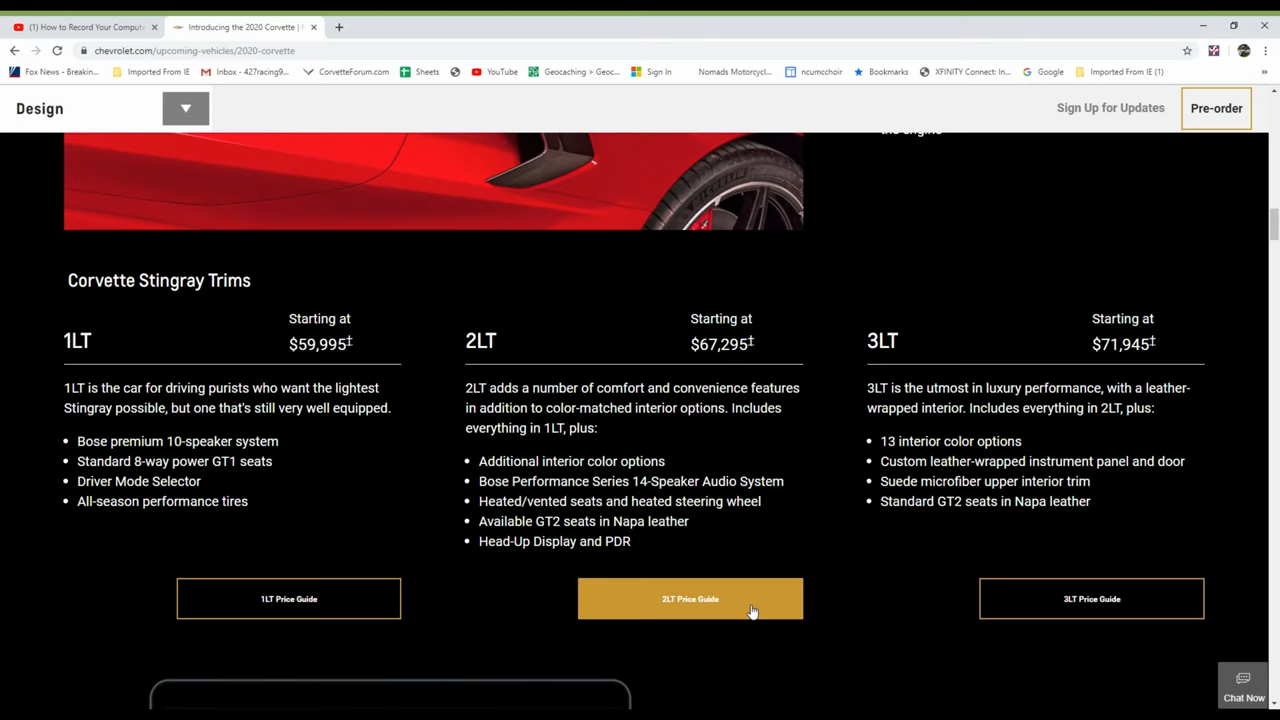 (1) How to Record Your Compute
Introducing the 2020 Corvette |
chevrolet.com/upcoming-vehicles/2020-corvette
Fox News - Breakin...
Imported From IE
Inbox - 427racing9...
CorvetteForum.com
Sheets
YouTube
Geocaching > Geoc...
Sign In
Nomads Motorcycl...
ncumcchoir
Bookmarks
XFINITY Connect: In...
Google
Imported From IE (1)
Design
Sign Up for Updates
Pre-order
the engine
Corvette Stingray Trims
1LT
Starting at
$59,995‡
1LT is the car for driving purists who want the lightest
Stingray possible, but one that's still very well equipped.
• Bose premium 10-speaker system
• Standard 8-way power GT1 seats
• Driver Mode Selector
• All-season performance tires
1LT Price Guide
2LT
Starting at
$67,295‡
2LT adds a number of comfort and convenience features
in addition to color-matched interior options. Includes
everything in 1LT, plus:
• Additional interior color options
• Bose Performance Series 14-Speaker Audio System
• Heated/vented seats and heated steering wheel
• Available GT2 seats in Napa leather
• Head-Up Display and PDR
2LT Price Guide
3LT
Starting at
$71,945‡
3LT is the utmost in luxury performance, with a leather-
wrapped interior. Includes everything in 2LT, plus:
• 13 interior color options
• Custom leather-wrapped instrument panel and door
• Suede microfiber upper interior trim
• Standard GT2 seats in Napa leather
3LT Price Guide
Chat Now